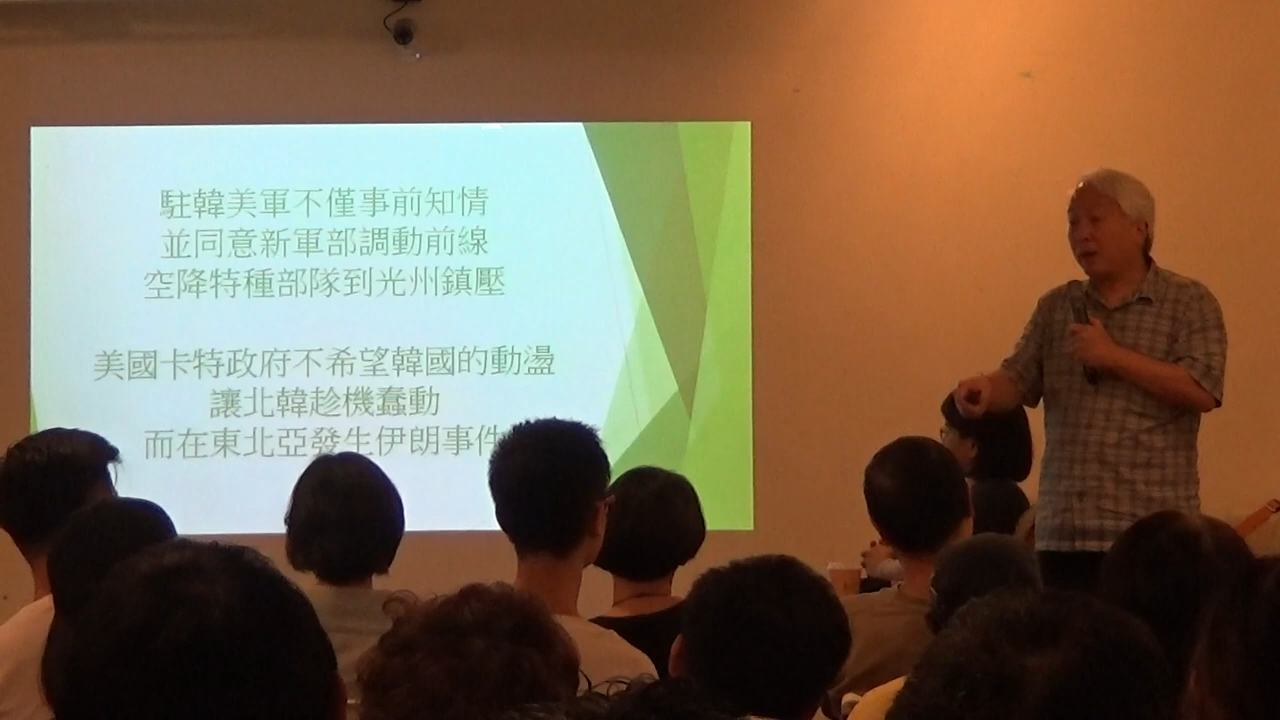 駐韓美軍不僅事前知情
並同意新軍部調動前線
空降特種部隊到光州鎮壓
美國卡特政府不希望韓國的動盪
讓北韓趁機蠢動
而在東北亞發生伊朗事件